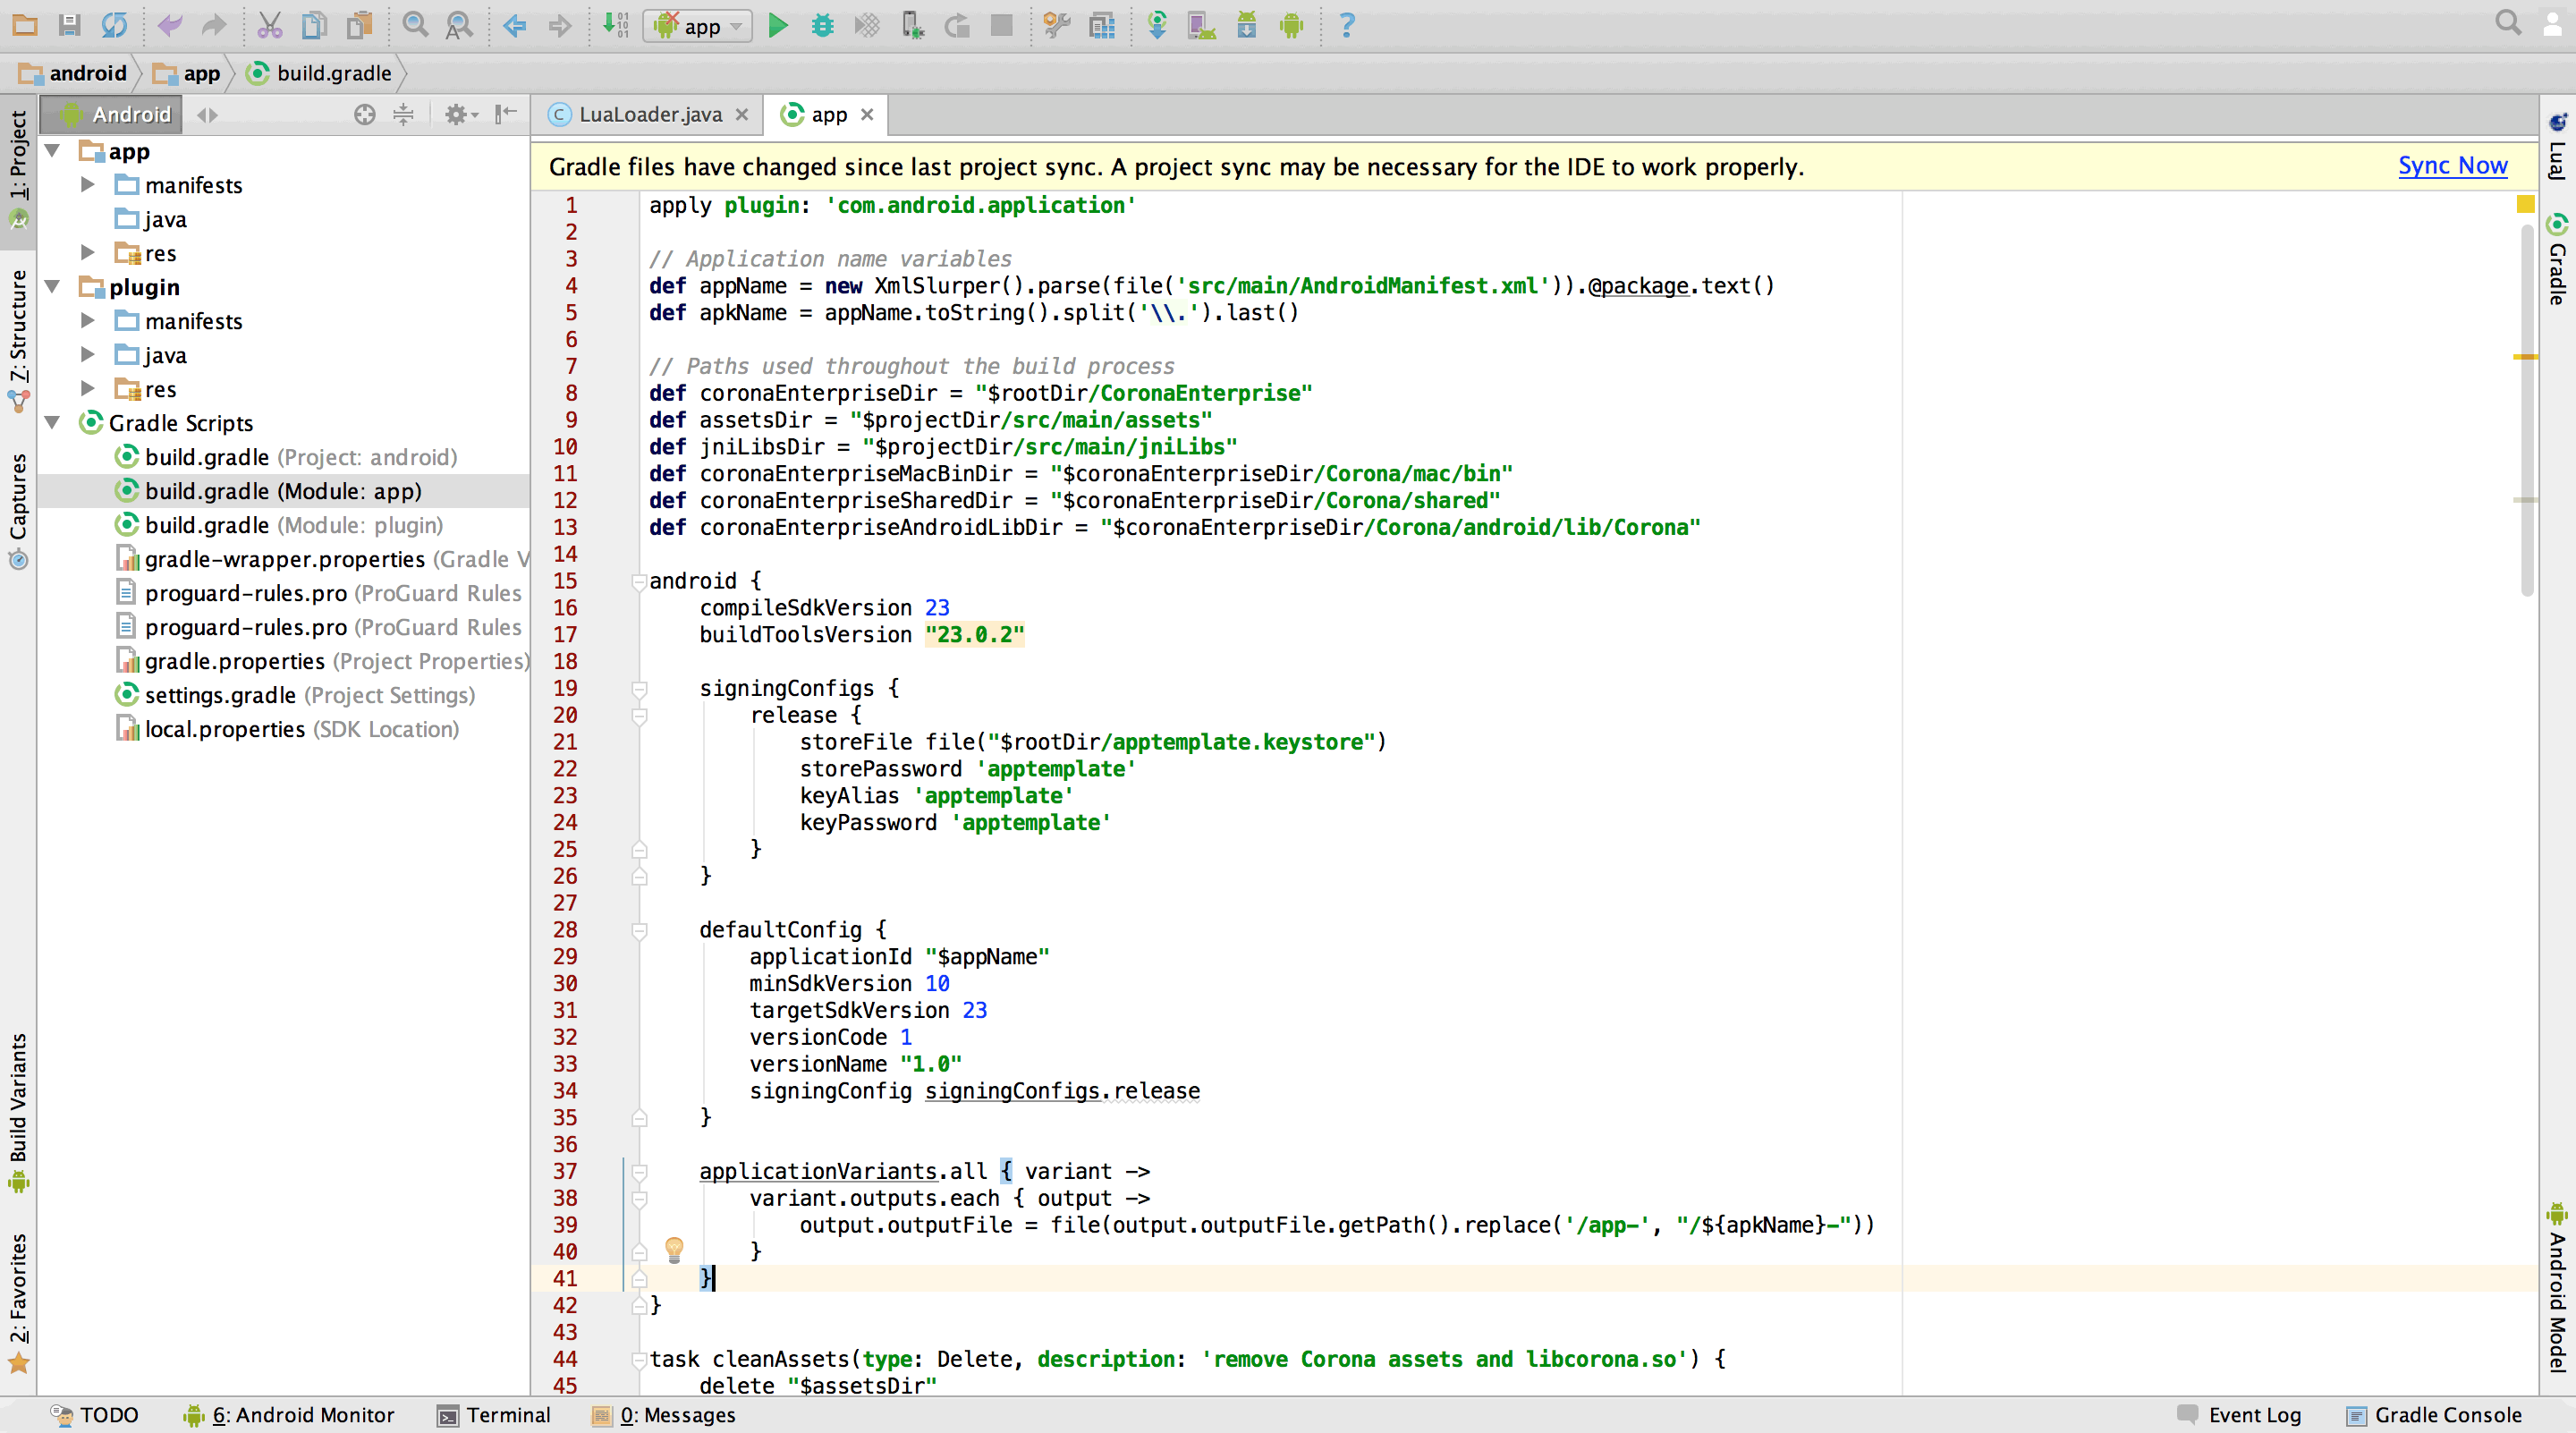 app
android
app
build.gradle
Android
LuaLoader.java
app
1: Project
7: Structure
Captures
Build Variants
2: Favorites
app
manifests
java
res
plugin
manifests
java
res
Gradle Scripts
build.gradle (Project: android)
build.gradle (Module: app)
build.gradle (Module: plugin)
gradle-wrapper.properties (Gradle V
proguard-rules.pro (ProGuard Rules
proguard-rules.pro (ProGuard Rules
gradle.properties (Project Properties)
settings.gradle (Project Settings)
local.properties (SDK Location)
Gradle files have changed since last project sync. A project sync may be necessary for the IDE to work properly.
Sync Now
1 apply plugin: 'com.android.application'
2
3 // Application name variables
4 def appName = new XmlSlurper().parse(file('src/main/AndroidManifest.xml')).@package.text()
5 def apkName = appName.toString().split('\\.').last()
6
7 // Paths used throughout the build process
8 def coronaEnterpriseDir = "$rootDir/CoronaEnterprise"
9 def assetsDir = "$projectDir/src/main/assets"
10 def jniLibsDir = "$projectDir/src/main/jniLibs"
11 def coronaEnterpriseMacBinDir = "$coronaEnterpriseDir/Corona/mac/bin"
12 def coronaEnterpriseSharedDir = "$coronaEnterpriseDir/Corona/shared"
13 def coronaEnterpriseAndroidLibDir = "$coronaEnterpriseDir/Corona/android/lib/Corona"
14
15 android {
16 compileSdkVersion 23
17 buildToolsVersion "23.0.2"
18
19 signingConfigs {
20 release {
21 storeFile file("$rootDir/apptemplate.keystore")
22 storePassword 'apptemplate'
23 keyAlias 'apptemplate'
24 keyPassword 'apptemplate'
25 }
26 }
27
28 defaultConfig {
29 applicationId "$appName"
30 minSdkVersion 10
31 targetSdkVersion 23
32 versionCode 1
33 versionName "1.0"
34 signingConfig signingConfigs.release
35 }
36
37 applicationVariants.all { variant ->
38 variant.outputs.each { output ->
39 output.outputFile = file(output.outputFile.getPath().replace('/app-', "/${apkName}-"))
40 }
41 }
42 }
43
44 task cleanAssets(type: Delete, description: 'remove Corona assets and libcorona.so') {
45 delete "$assetsDir"
LuaJ
Gradle
Android Model
TODO
6: Android Monitor
Terminal
0: Messages
Event Log
Gradle Console